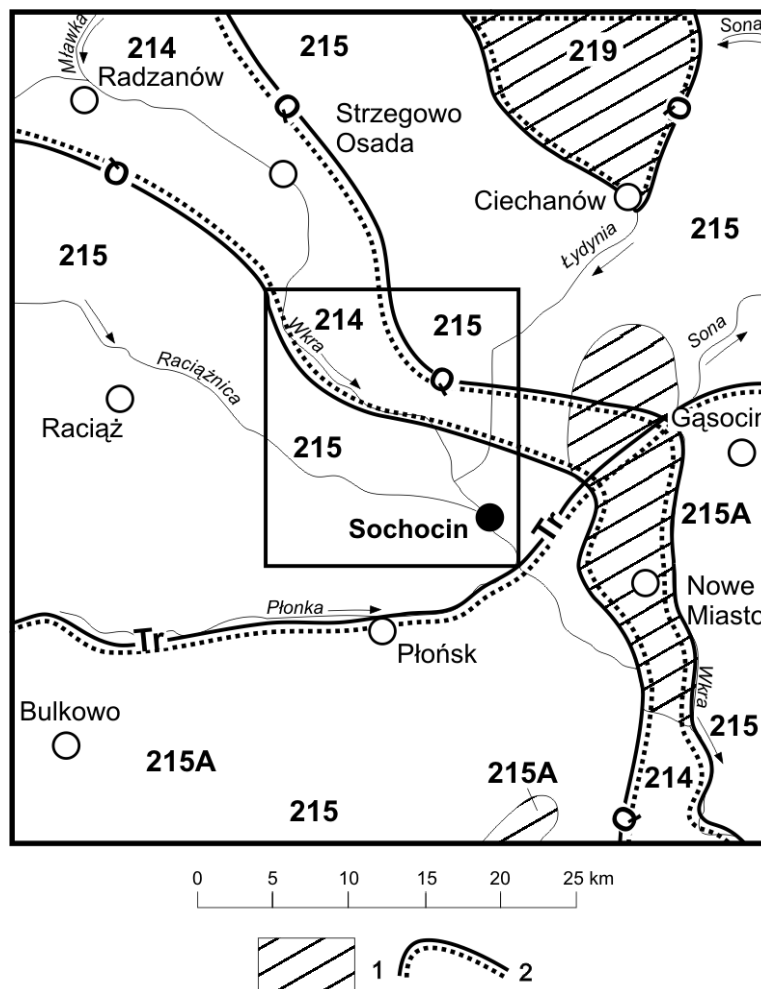 Mławka
214
Radzanów
215
219
Sona
Q
Q
Strzegowo
Osada
Q
Ciechanów
Łydynia
215
215
214
215
Wkra
Sona
Raciążnica
Q
Raciąż
Gąsocin
215
215A
Sochocin
Tr
Nowe
Miasto
Płonka
Tr
Płońsk
Wkra
Bulkowo
215A
215A
215
214
215
Q
0 5 10 15 20 25 km
1 2